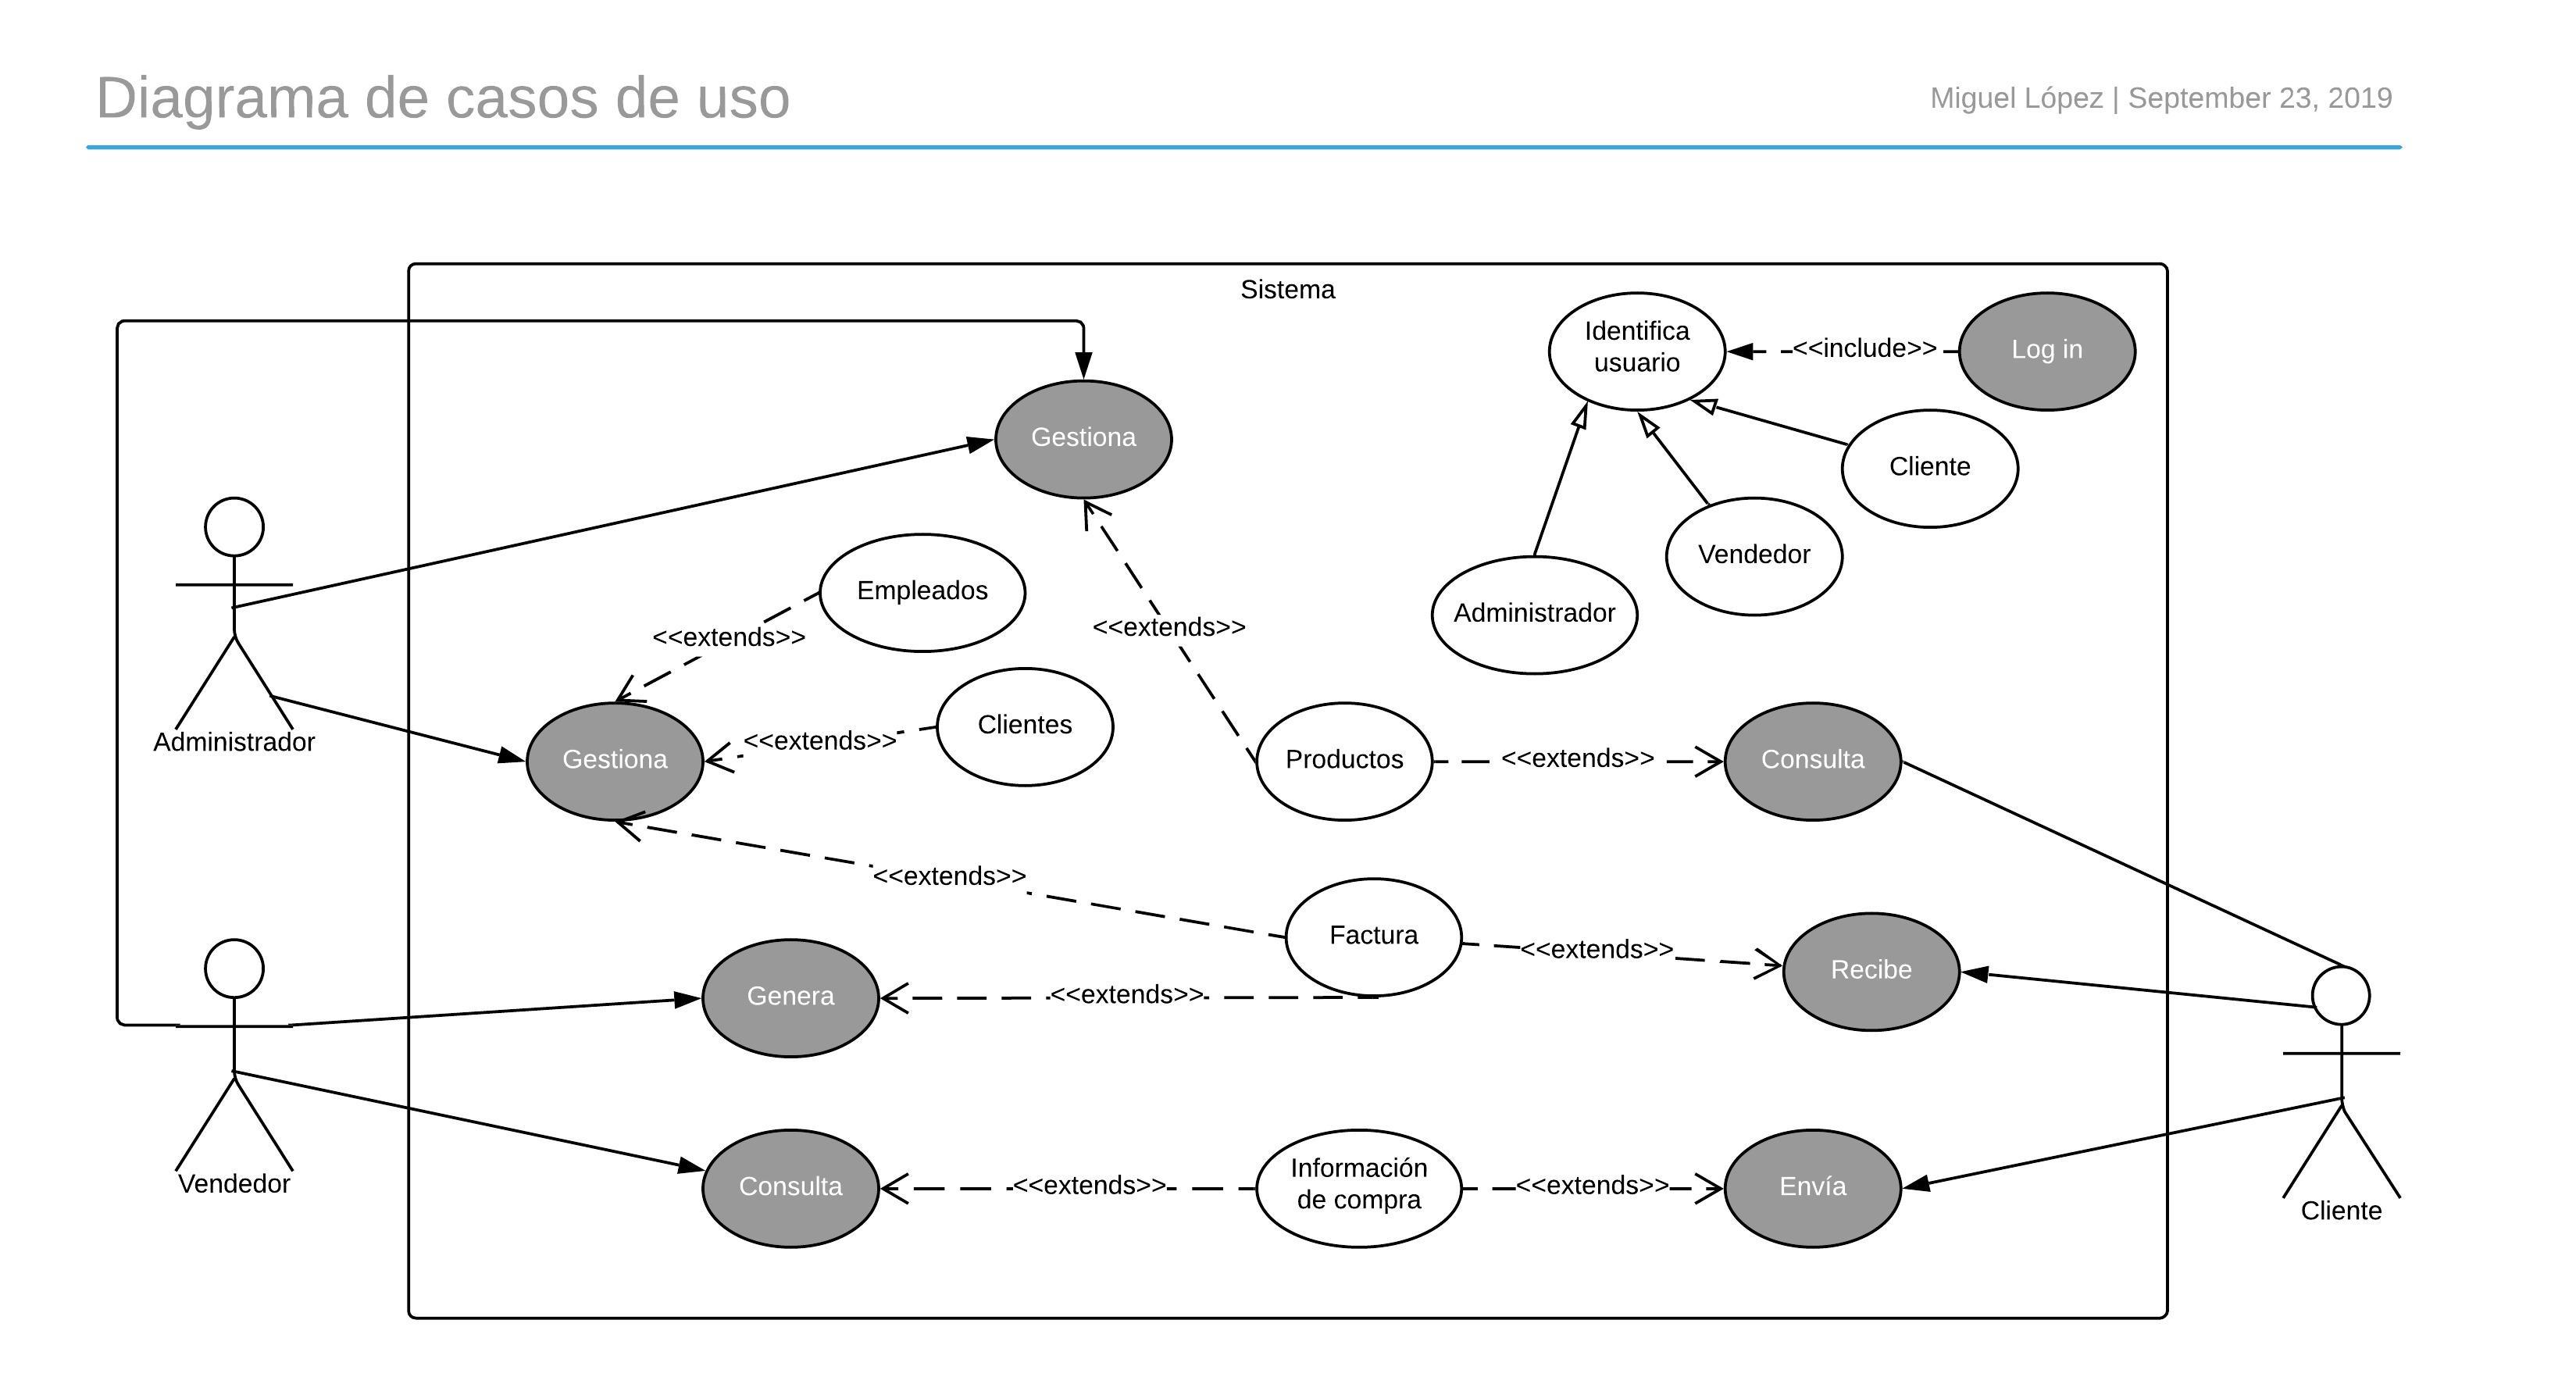 Diagrama de casos de uso
Miguel López | September 23, 2019
Sistema
Identifica
usuario
<<include>>
Log in
Gestiona
Cliente
Vendedor
Empleados
Administrador
<<extends>>
<<extends>>
Clientes
Administrador
<<extends>>
Gestiona
Productos
<<extends>>
Consulta
<<extends>>
Factura
<<extends>>
Recibe
Genera
<<extends>>
Vendedor
Consulta
<<extends>>
Información
de compra
<<extends>>
Envía
Cliente